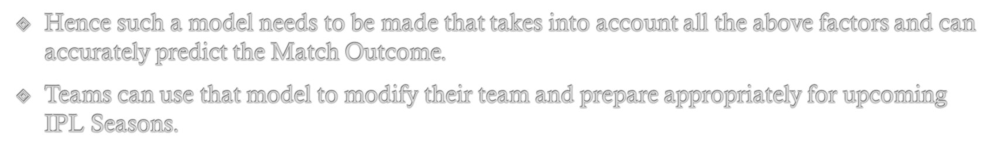 Hence such a model needs to be made that takes into account all the above factors and can
accurately predict the Match Outcome.
Teams can use that model to modify their team and prepare appropriately for upcoming
IPL Seasons.